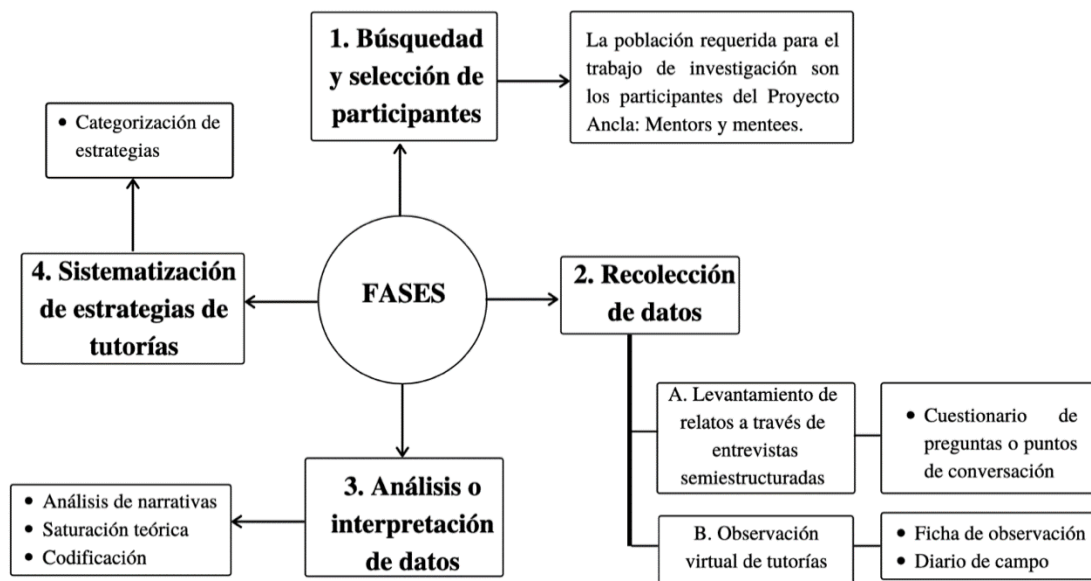 1. Búsquedad
y selección de
participantes
La población requerida para el
trabajo de investigación son
los participantes del Proyecto
Ancla: Mentors y mentees.
• Categorización de
estrategias
4. Sistematización
de estrategias de
tutorías
FASES
2. Recolección
de datos
A. Levantamiento de
relatos a través de
entrevistas
semiestructuradas
• Cuestionario de
preguntas o puntos
de conversación
3. Análisis o
interpretación
de datos
• Análisis de narrativas
• Saturación teórica
• Codificación
B. Observación
virtual de tutorías
• Ficha de observación
• Diario de campo